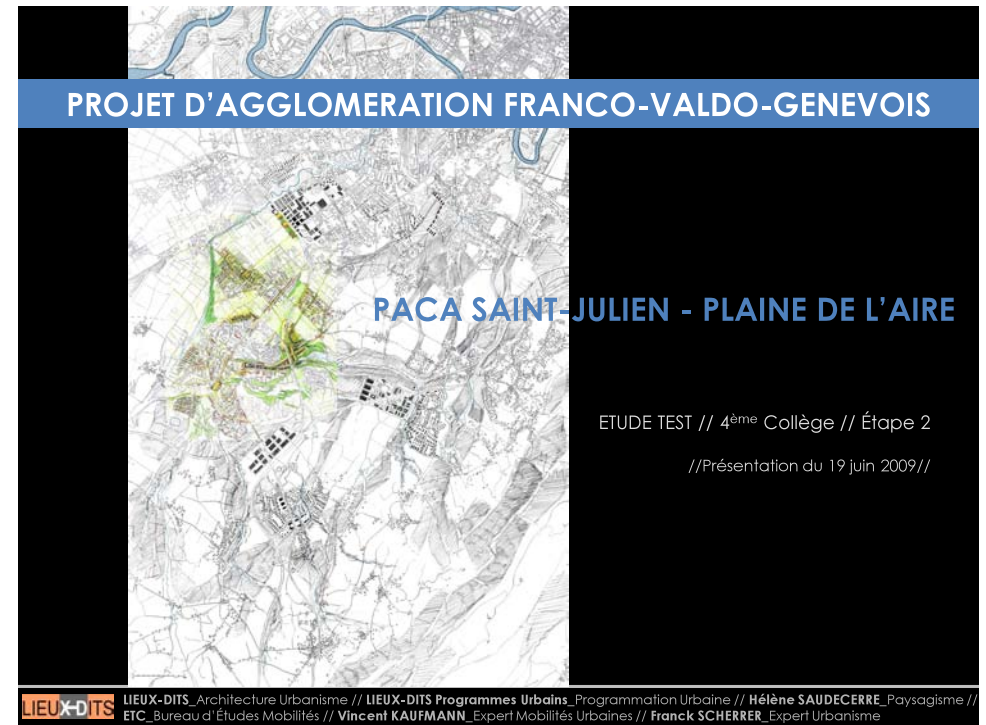 PROJET D'AGGLOMERATION FRANCO-VALDO-GENEVOIS
PACA SAINT-JULIEN - PLAINE DE L'AIRE
ETUDE TEST // 4ème Collège // Étape 2
//Présentation du 19 juin 2009//
LIEUX-DITS
LIEUX-DITS_Architecture Urbanisme // LIEUX-DITS Programmes Urbains_Programmation Urbaine // Hélène SAUDECERRE_Paysagisme //
ETC_Bureau d'Études Mobilités // Vincent KAUFMANN_Expert Mobilités Urbaines // Franck SCHERRER_Expert Urbanisme